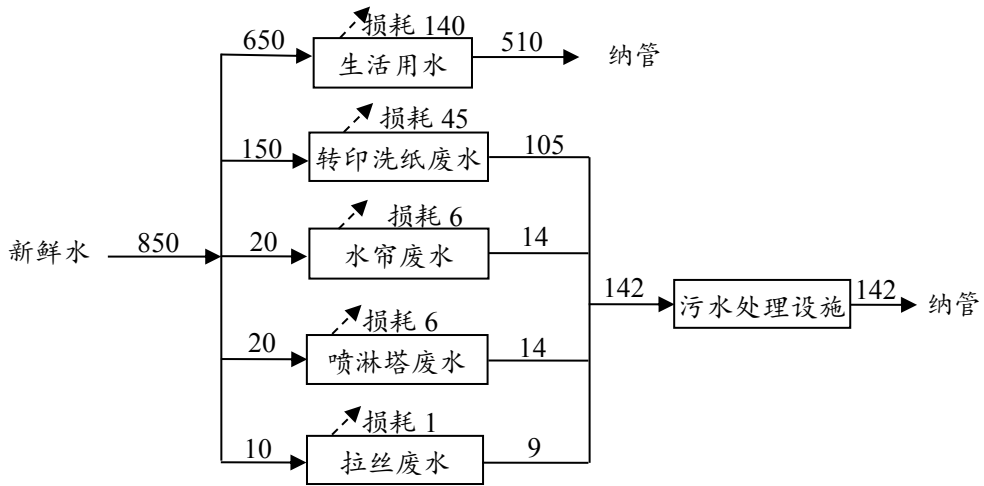 损耗 140
650
生活用水
510
纳管
损耗 45
150
转印洗纸废水
105
损耗 6
新鲜水
850
20
水帘废水
14
142
污水处理设施
142
纳管
损耗 6
20
喷淋塔废水
14
损耗 1
10
拉丝废水
9